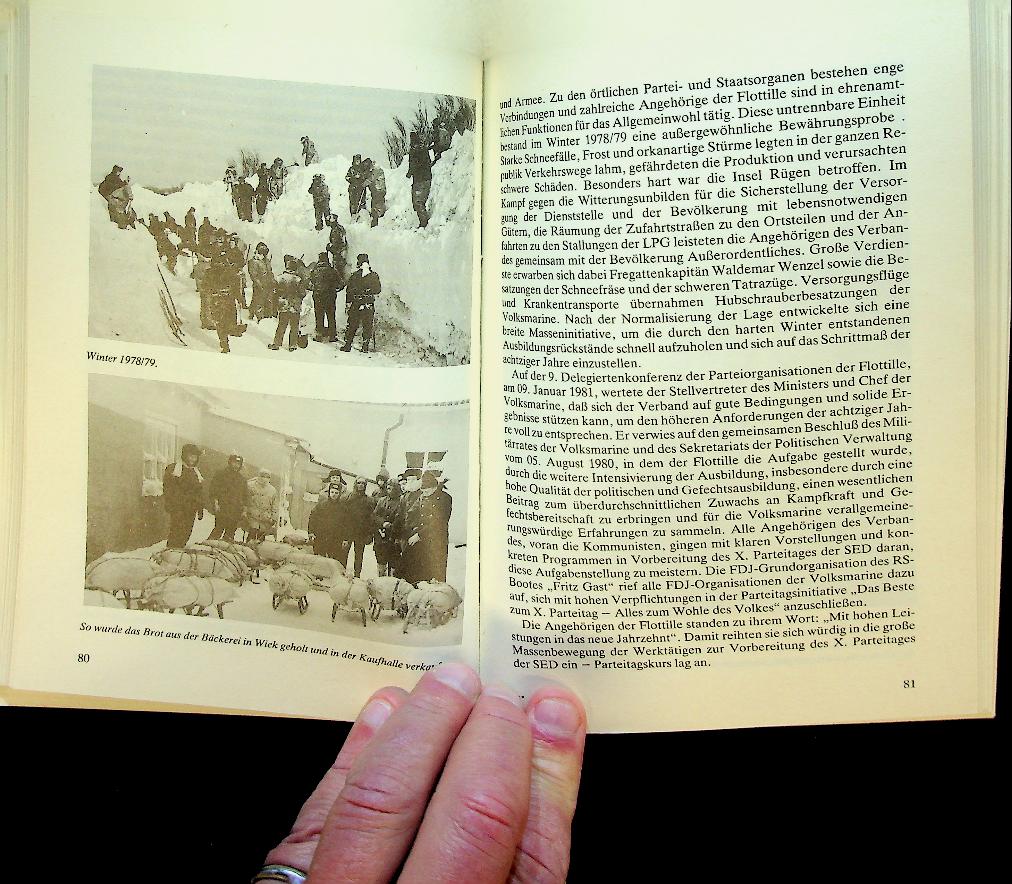 Winter 1978/79.
So wurde das Brot aus der Bäckerei in Wiek geholt und in der Kaufhalle
80
und Armee. Zu den örtlichen Partei- und Staatsorganen bestehen enge
Verbindungen und zahlreiche Angehörige der Flottille sind in ehrenamt-
lichen Funktionen für das Allgemeinwohl tätig. Diese untrennbare Einheit
bestand im Winter 1978/79 eine außergewöhnliche Bewährungsprobe .
Starke Schneefälle, Frost und orkanartige Stürme legten in der ganzen Re-
publik Verkehrswege lahm, gefährdeten die Produktion und verursachten
schwere Schäden. Besonders hart war die Insel Rügen betroffen. Im
Kampf gegen die Witterungsunbilden für die Sicherstellung der Versor-
gung der Dienststelle und der Bevölkerung mit lebensnotwendigen
Gütern, die Räumung der Zufahrtstraßen zu den Ortsteilen und der An-
fahrten zu den Stallungen der LPG leisteten die Angehörigen des Verban-
des gemeinsam mit der Bevölkerung Außerordentliches. Große Verdien-
ste erwarben sich dabei Fregattenkapitän Waldemar Wenzel sowie die Be-
satzungen der Schneefräse und der schweren Tatrazüge. Versorgungsflüge
und Krankentransporte übernahmen Hubschrauberbesatzungen der
Volksmarine. Nach der Normalisierung der Lage entwickelte sich eine
breite Masseninitiative, um die durch den harten Winter entstandenen
Ausbildungsrückstände schnell aufzuholen und sich auf das Schrittmaß der
achtziger Jahre einzustellen.
Auf der 9. Delegiertenkonferenz der Parteiorganisationen der Flottille,
am 09. Januar 1981, wertete der Stellvertreter des Ministers und Chef der
Volksmarine, daß sich der Verband auf gute Bedingungen und solide Er-
gebnisse stützen kann, um den höheren Anforderungen der achtziger Jah-
re voll zu entsprechen. Er verwies auf den gemeinsamen Beschluß des Mili-
tärrates der Volksmarine und des Sekretariats der Politischen Verwaltung
vom 05. August 1980, in dem der Flottille die Aufgabe gestellt wurde,
durch die weitere Intensivierung der Ausbildung, insbesondere durch eine
hohe Qualität der politischen und Gefechtsausbildung, einen wesentlichen
Beitrag zum überdurchschnittlichen Zuwachs an Kampfkraft und Ge-
fechtsbereitschaft zu erbringen und für die Volksmarine verallgemeine-
rungswürdige Erfahrungen zu sammeln. Alle Angehörigen des Verban-
des, voran die Kommunisten, gingen mit klaren Vorstellungen und kon-
kreten Programmen in Vorbereitung des X. Parteitages der SED daran,
diese Aufgabenstellung zu meistern. Die FDJ-Grundorganisation des RS-
Bootes „Fritz Gast“ rief alle FDJ-Organisationen der Volksmarine dazu
auf, sich mit hohen Verpflichtungen in der Parteitagsinitiative „Das Beste
zum X. Parteitag – Alles zum Wohle des Volkes“ anzuschließen.
Die Angehörigen der Flottille standen zu ihrem Wort: „Mit hohen Lei-
stungen in das neue Jahrzehnt“. Damit reihten sie sich würdig in die große
Massenbewegung der Werktätigen zur Vorbereitung des X. Parteitages
der SED ein – Parteitagskurs lag an.
81